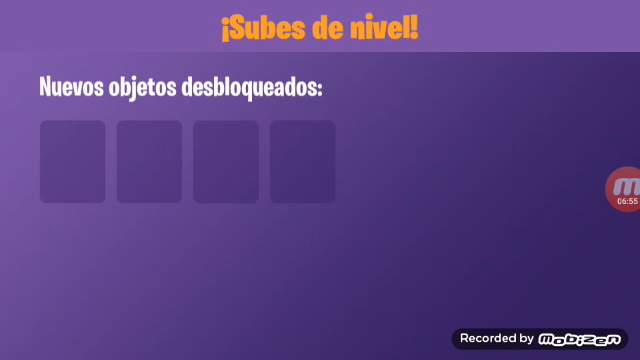 ¡Subes de nivel!
Nuevos objetos desbloqueados:
m
06:55
Recorded by mobizen